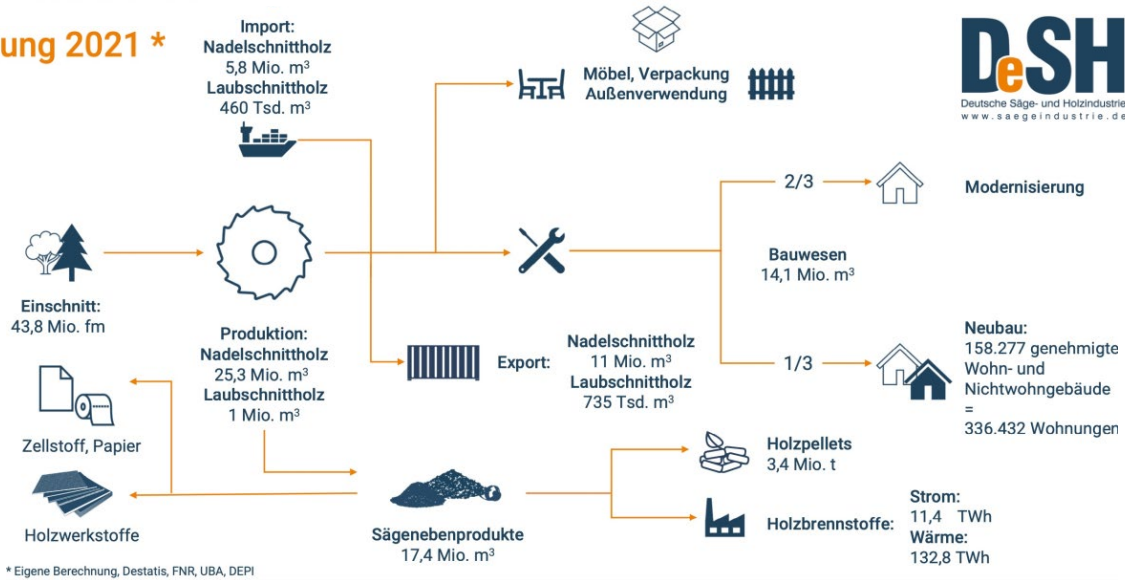 ung 2021 *
Import:
Nadelschnittholz
5,8 Mio. m³
Laubschnittholz
460 Tsd. m³
Möbel, Verpackung
Außenverwendung
DeSH
Deutsche Säge- und Holzindustrie
www.saegeindustrie.de
2/3
Modernisierung
Bauwesen
14,1 Mio. m³
Einschnitt:
43,8 Mio. fm
Produktion:
Nadelschnittholz
25,3 Mio. m³
Laubschnittholz
1 Mio. m³
Export:
Nadelschnittholz
11 Mio. m³
Laubschnittholz
735 Tsd. m³
1/3
Neubau:
158.277 genehmigte
Wohn- und
Nichtwohngebäude
=
336.432 Wohnungen
Zellstoff, Papier
Holzwerkstoffe
Sägenebenprodukte
17,4 Mio. m³
Holzpellets
3,4 Mio. t
Holzbrennstoffe:
Strom:
11,4 TWh
Wärme:
132,8 TWh
* Eigene Berechnung, Destatis, FNR, UBA, DEPI